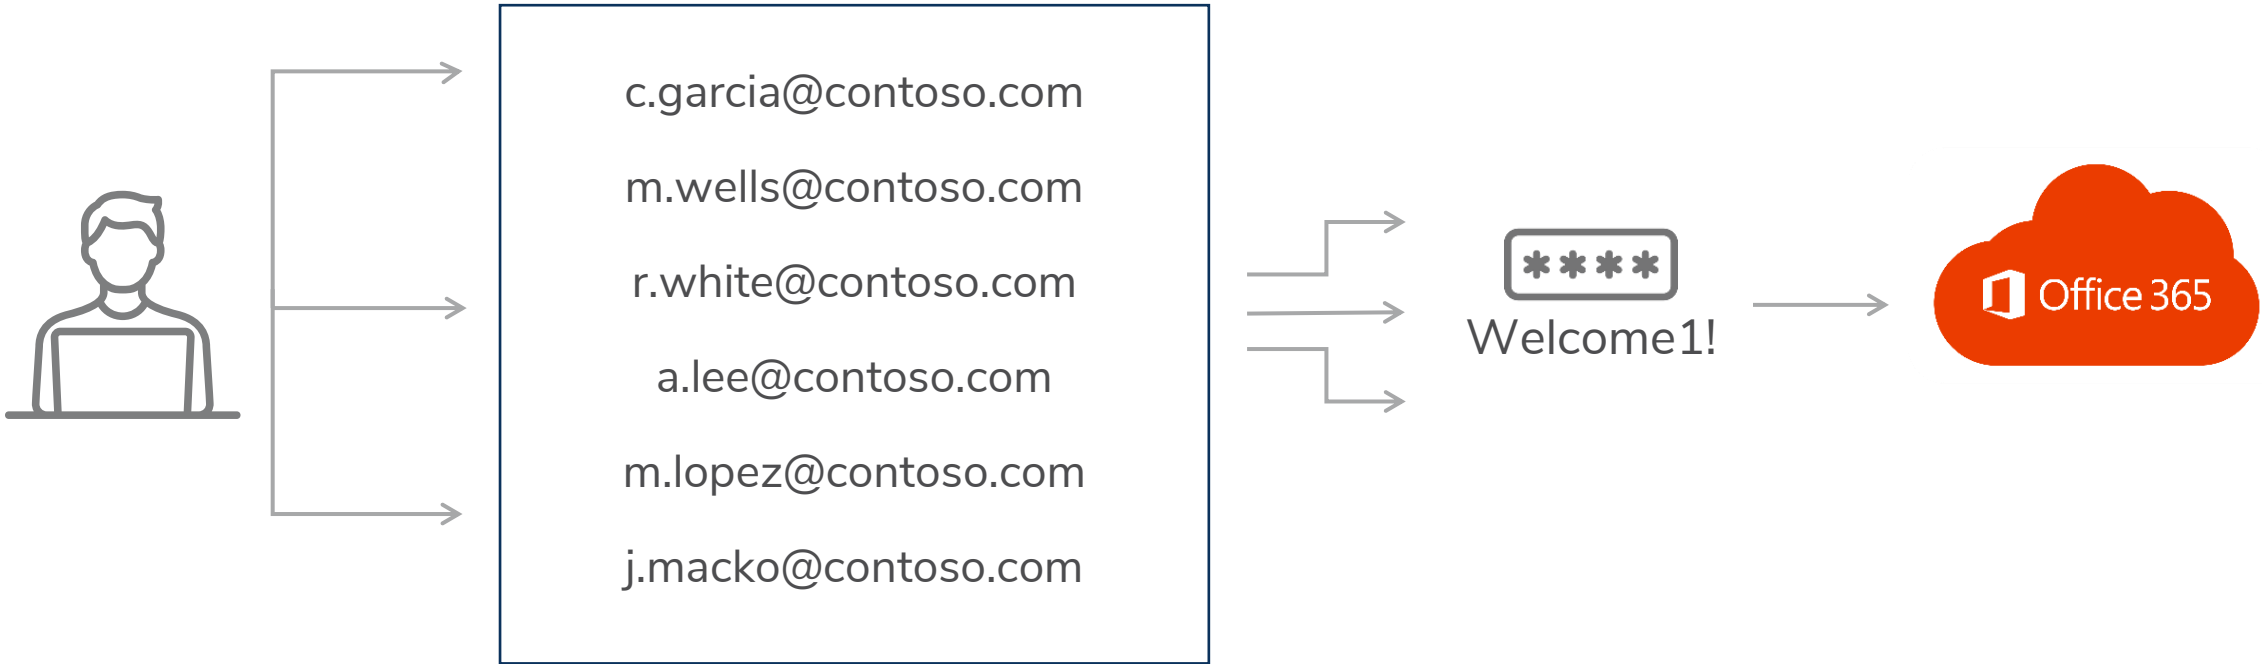 c.garcia@contoso.com
m.wells@contoso.com
r.white@contoso.com
a.lee@contoso.com
m.lopez@contoso.com
j.macko@contoso.com
****
Welcome1!
Office 365